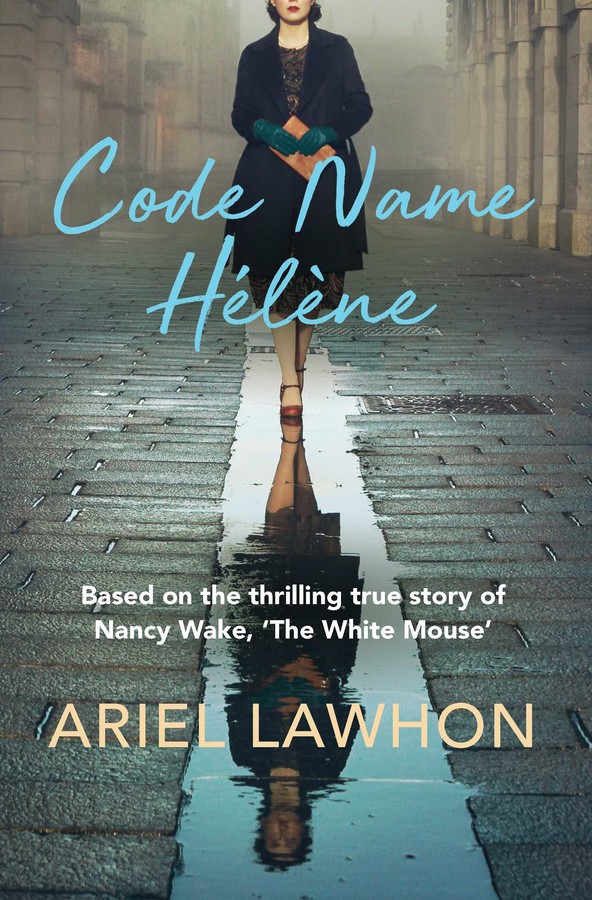 Code Name
Hélène
Based on the thrilling true story of
Nancy Wake, ‘The White Mouse’
ARIEL LAWHON